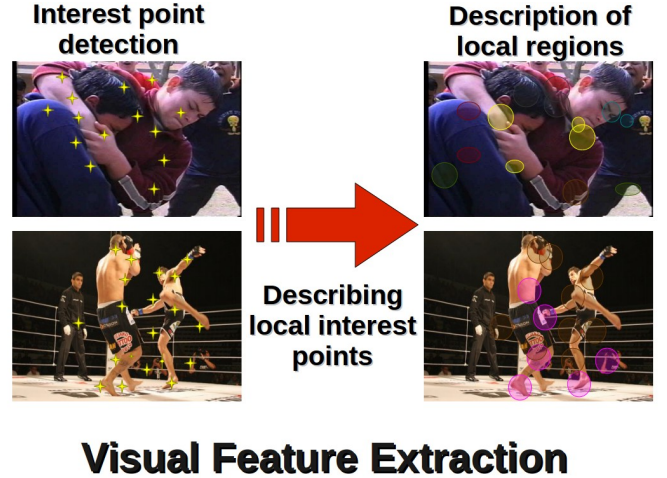 Interest point
detection
Description of
local regions
Describing
local interest
points
Visual Feature Extraction